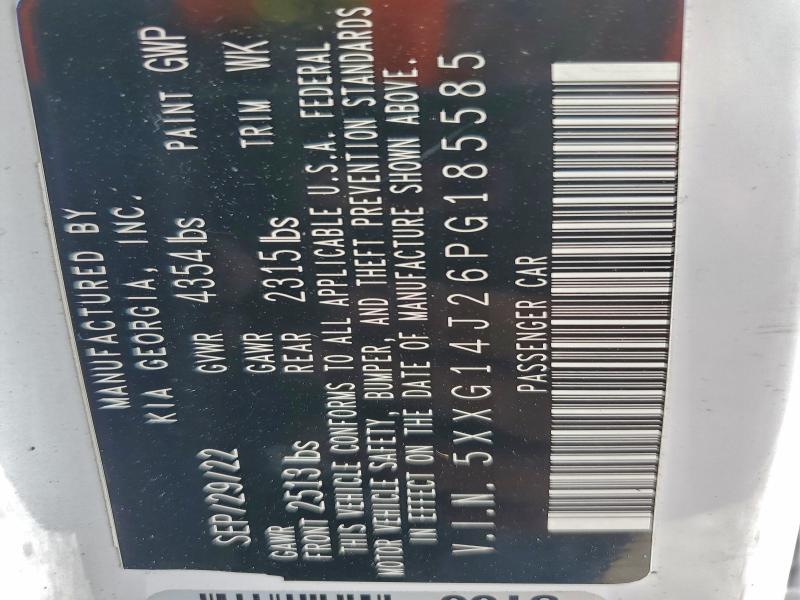 MANUFACTURED BY
KIA GEORGIA, INC.
SEP/29/22 GVWR 4354lbs PAINT GWP
GAWR FRONT 2513lbs GAWR REAR 2315lbs TRIM WK
THIS VEHICLE CONFORMS TO ALL APPLICABLE U.S.A. FEDERAL
MOTOR VEHICLE SAFETY, BUMPER, AND THEFT PREVENTION STANDARDS
IN EFFECT ON THE DATE OF MANUFACTURE SHOWN ABOVE.
V.I.N. 5XXG14J26PG185585
PASSENGER CAR